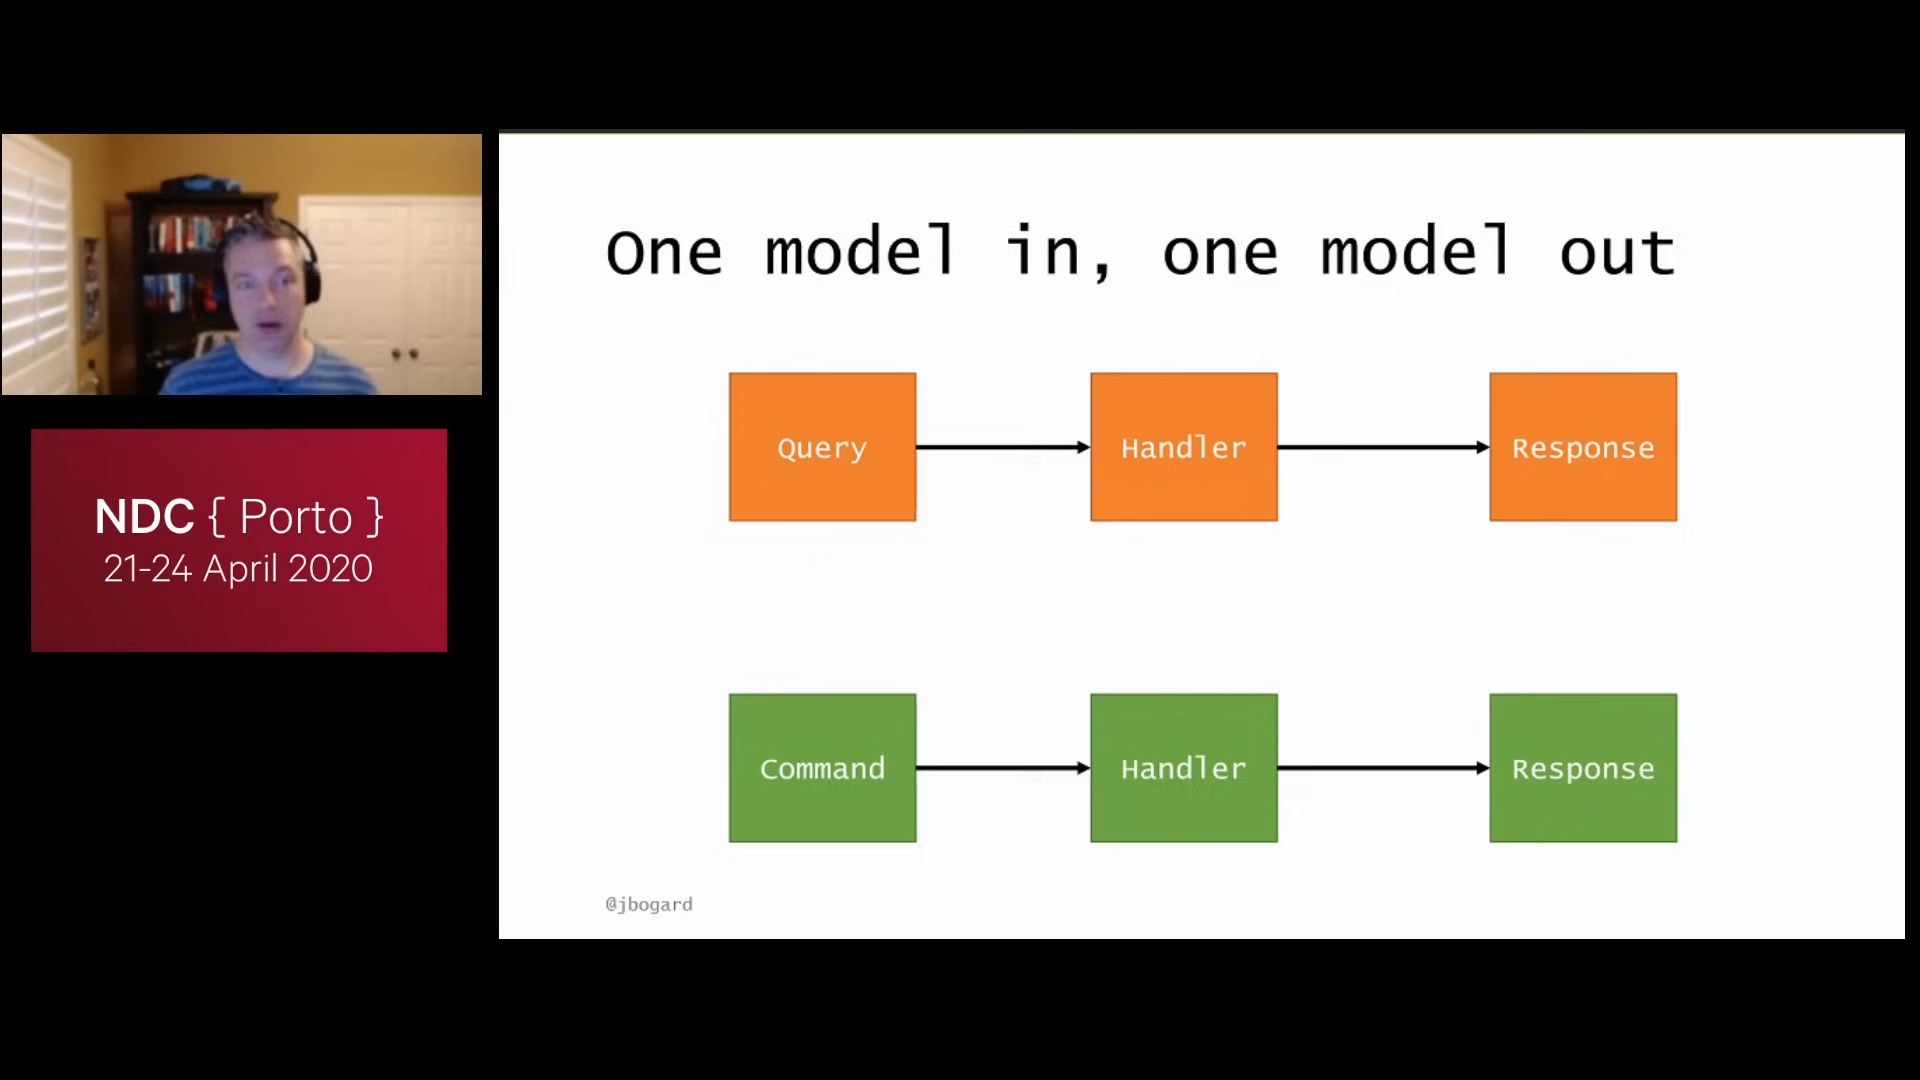 One model in, one model out
Query
Handler
Response
NDC { Porto }
21-24 April 2020
Command
Handler
Response
@jbogard